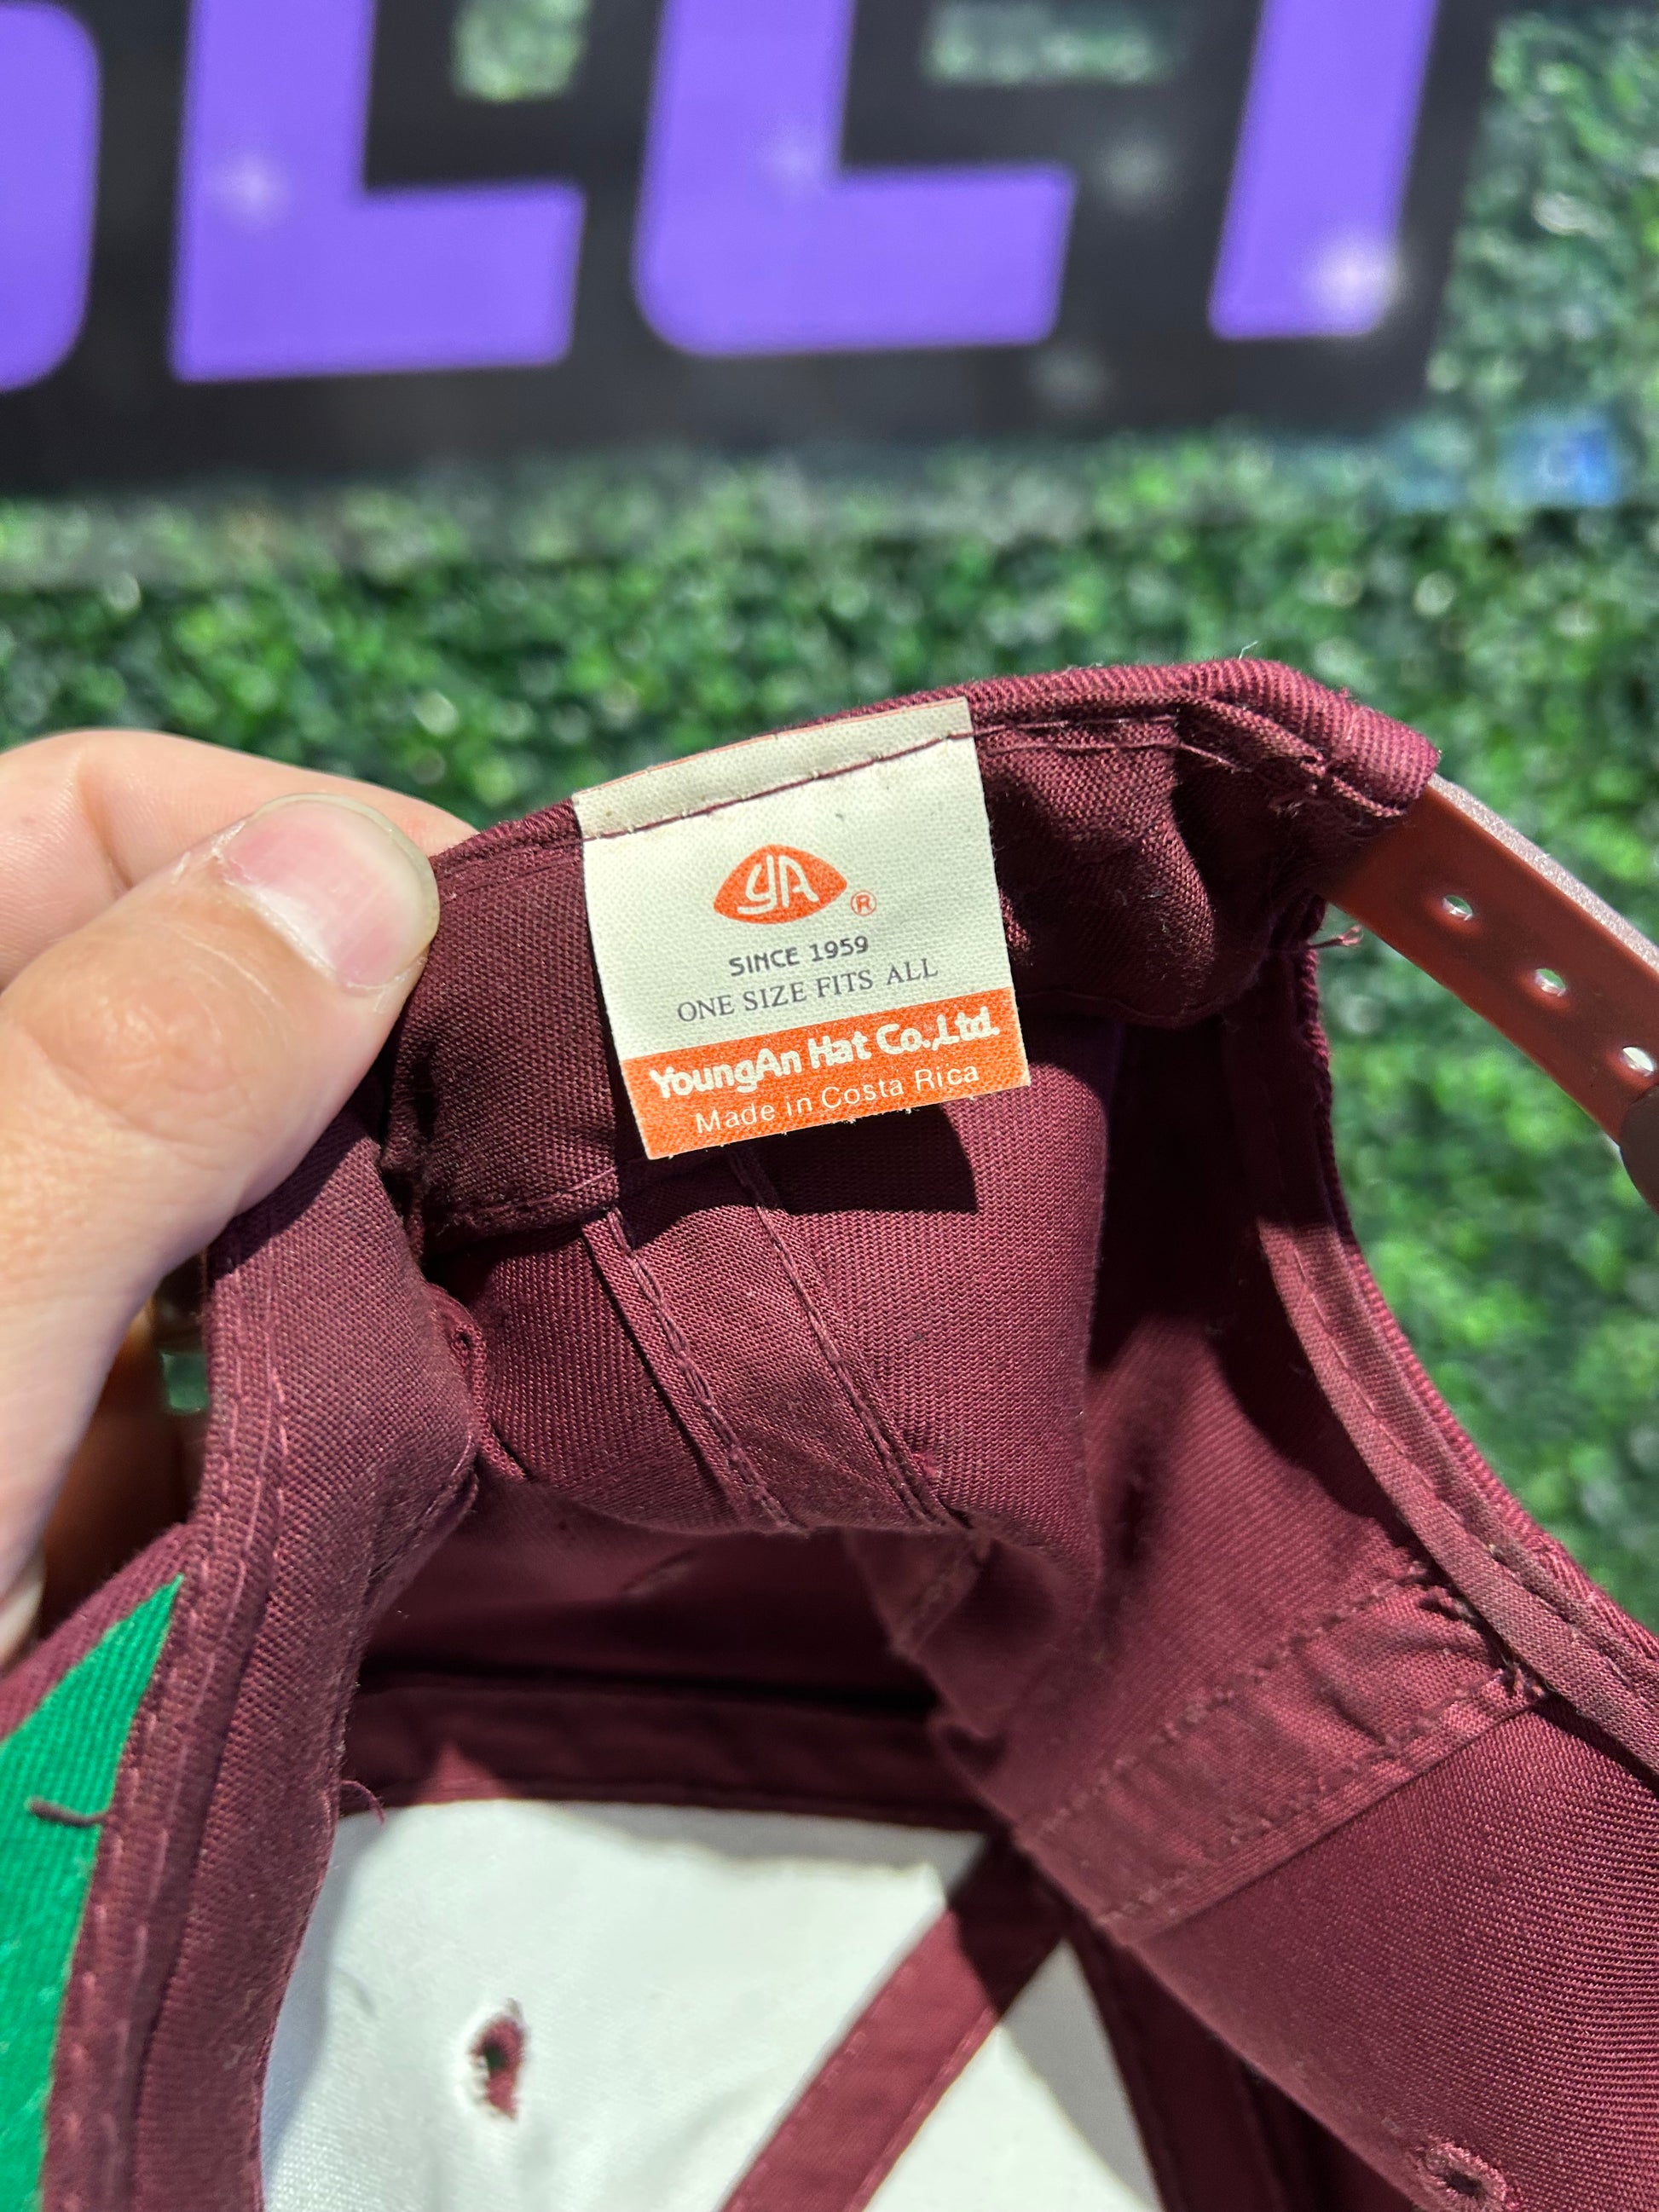 YA ®
SINCE 1959
ONE SIZE FITS ALL
YoungAn Hat Co.,Ltd.
Made in Costa Rica